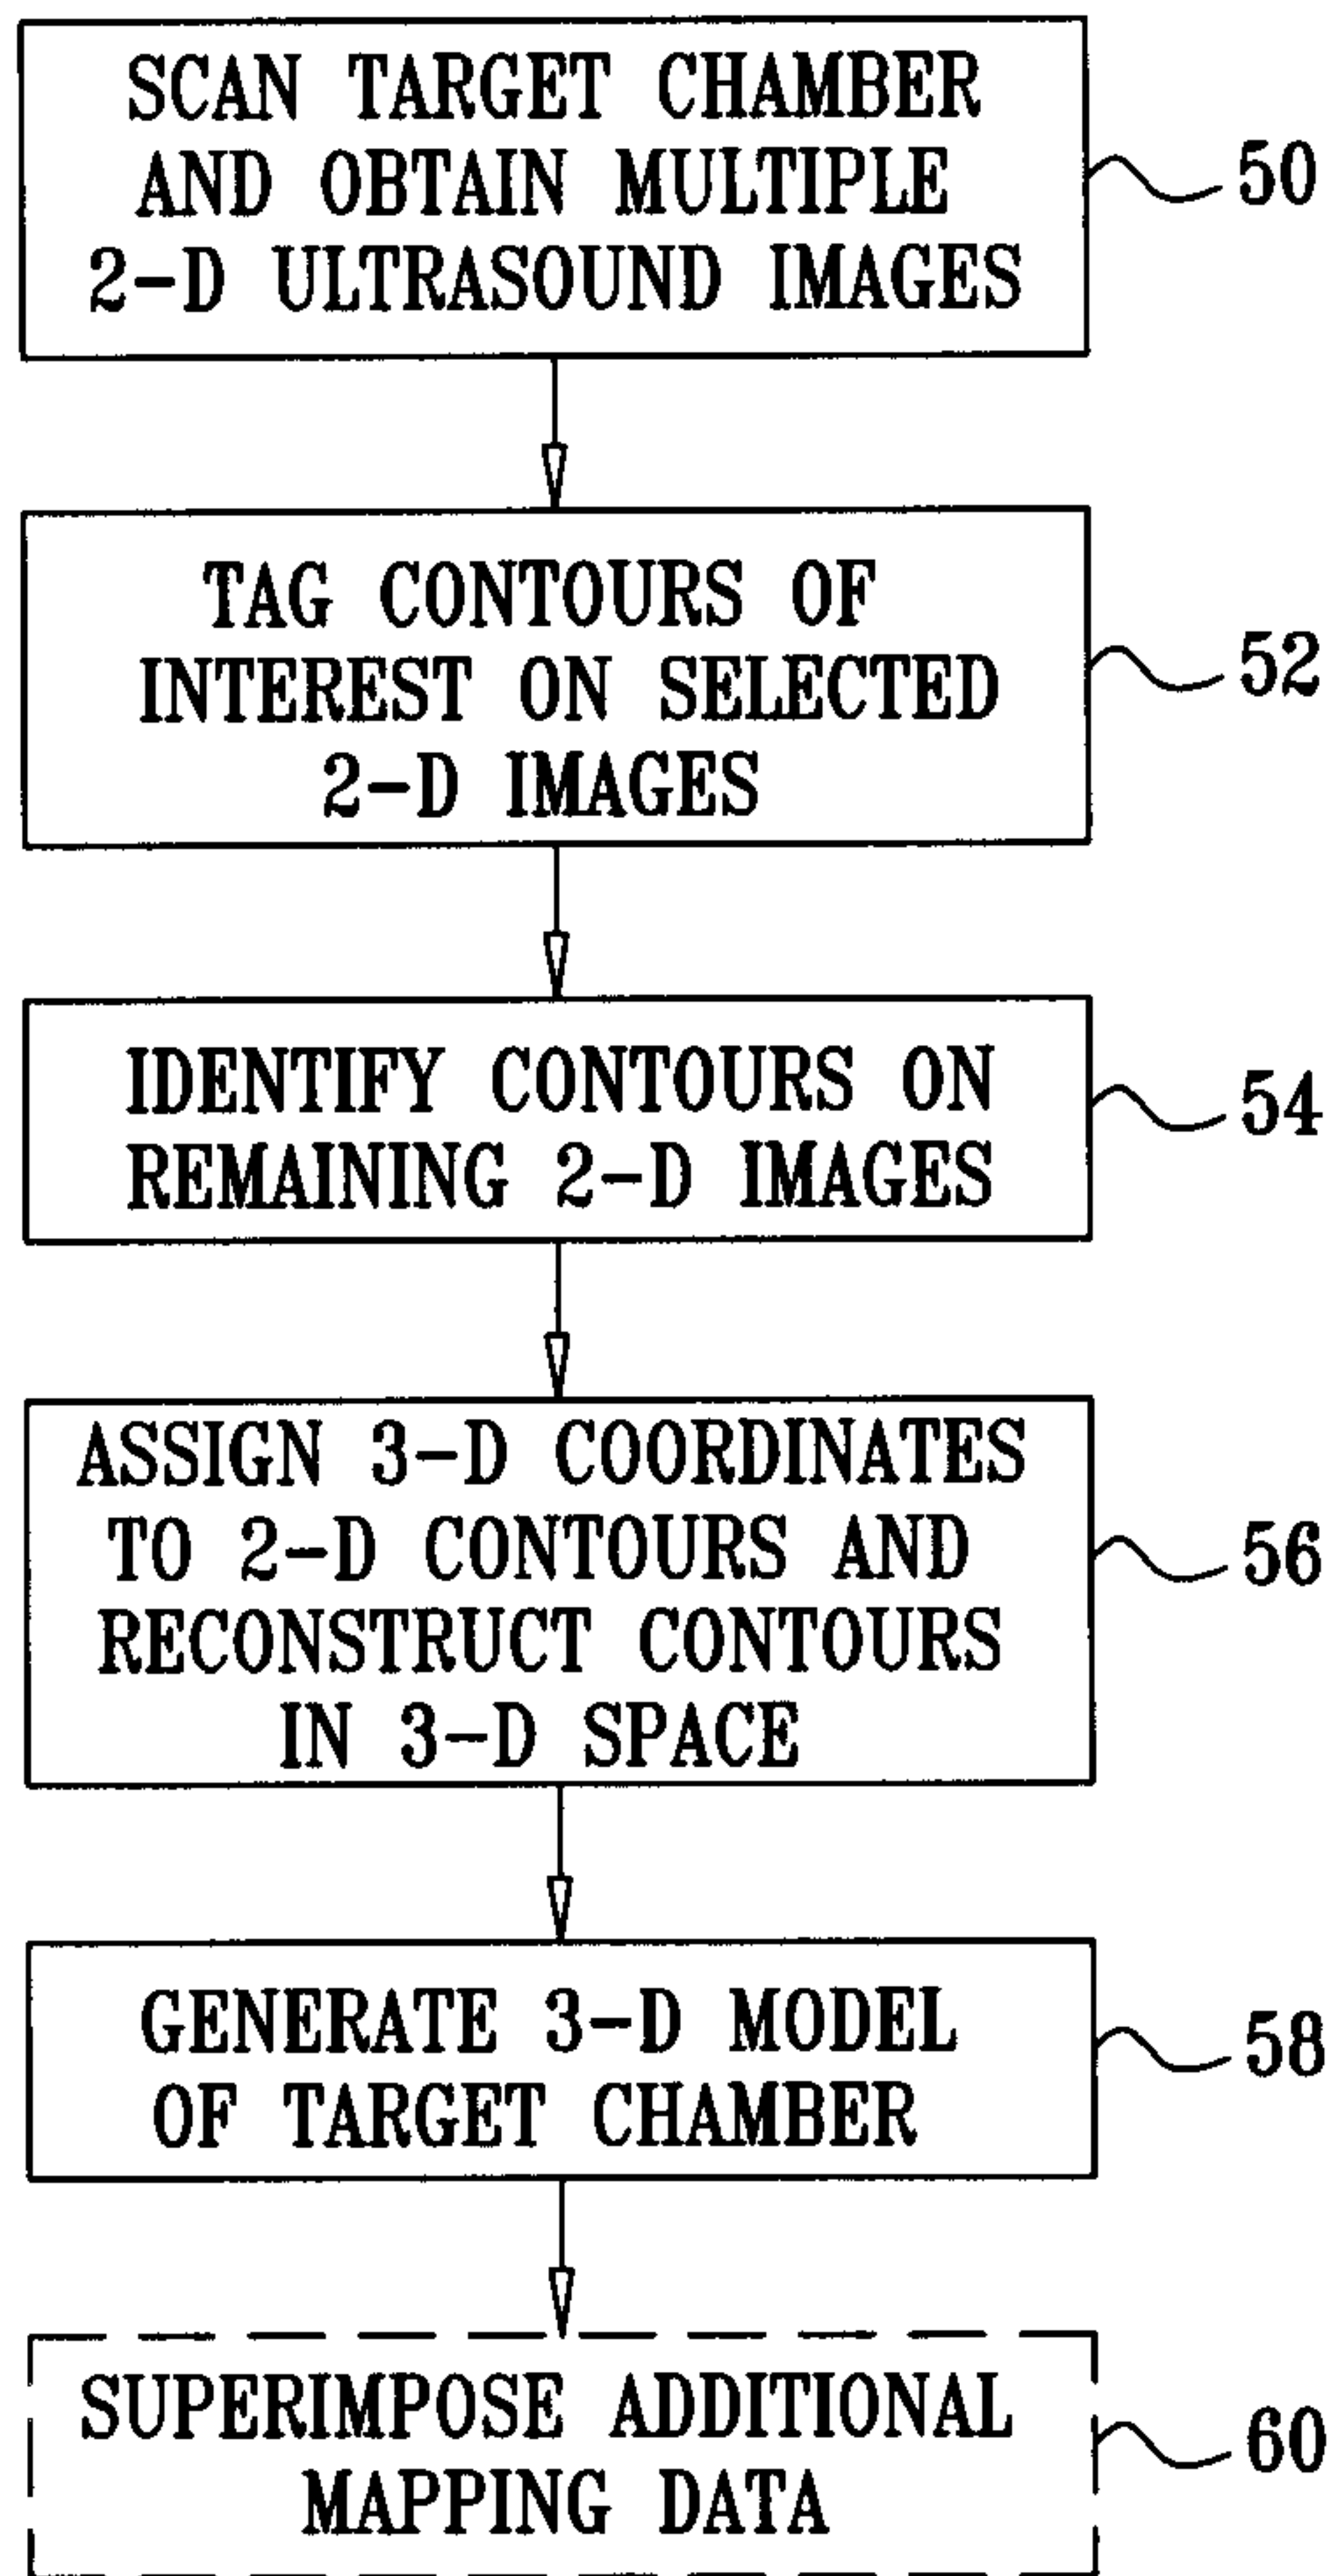 SCAN TARGET CHAMBER
AND OBTAIN MULTIPLE
2-D ULTRASOUND IMAGES
50
TAG CONTOURS OF
INTEREST ON SELECTED
2-D IMAGES
52
IDENTIFY CONTOURS ON
REMAINING 2-D IMAGES
54
ASSIGN 3-D COORDINATES
TO 2-D CONTOURS AND
RECONSTRUCT CONTOURS
IN 3-D SPACE
56
GENERATE 3-D MODEL
OF TARGET CHAMBER
58
SUPERIMPOSE ADDITIONAL
MAPPING DATA
60